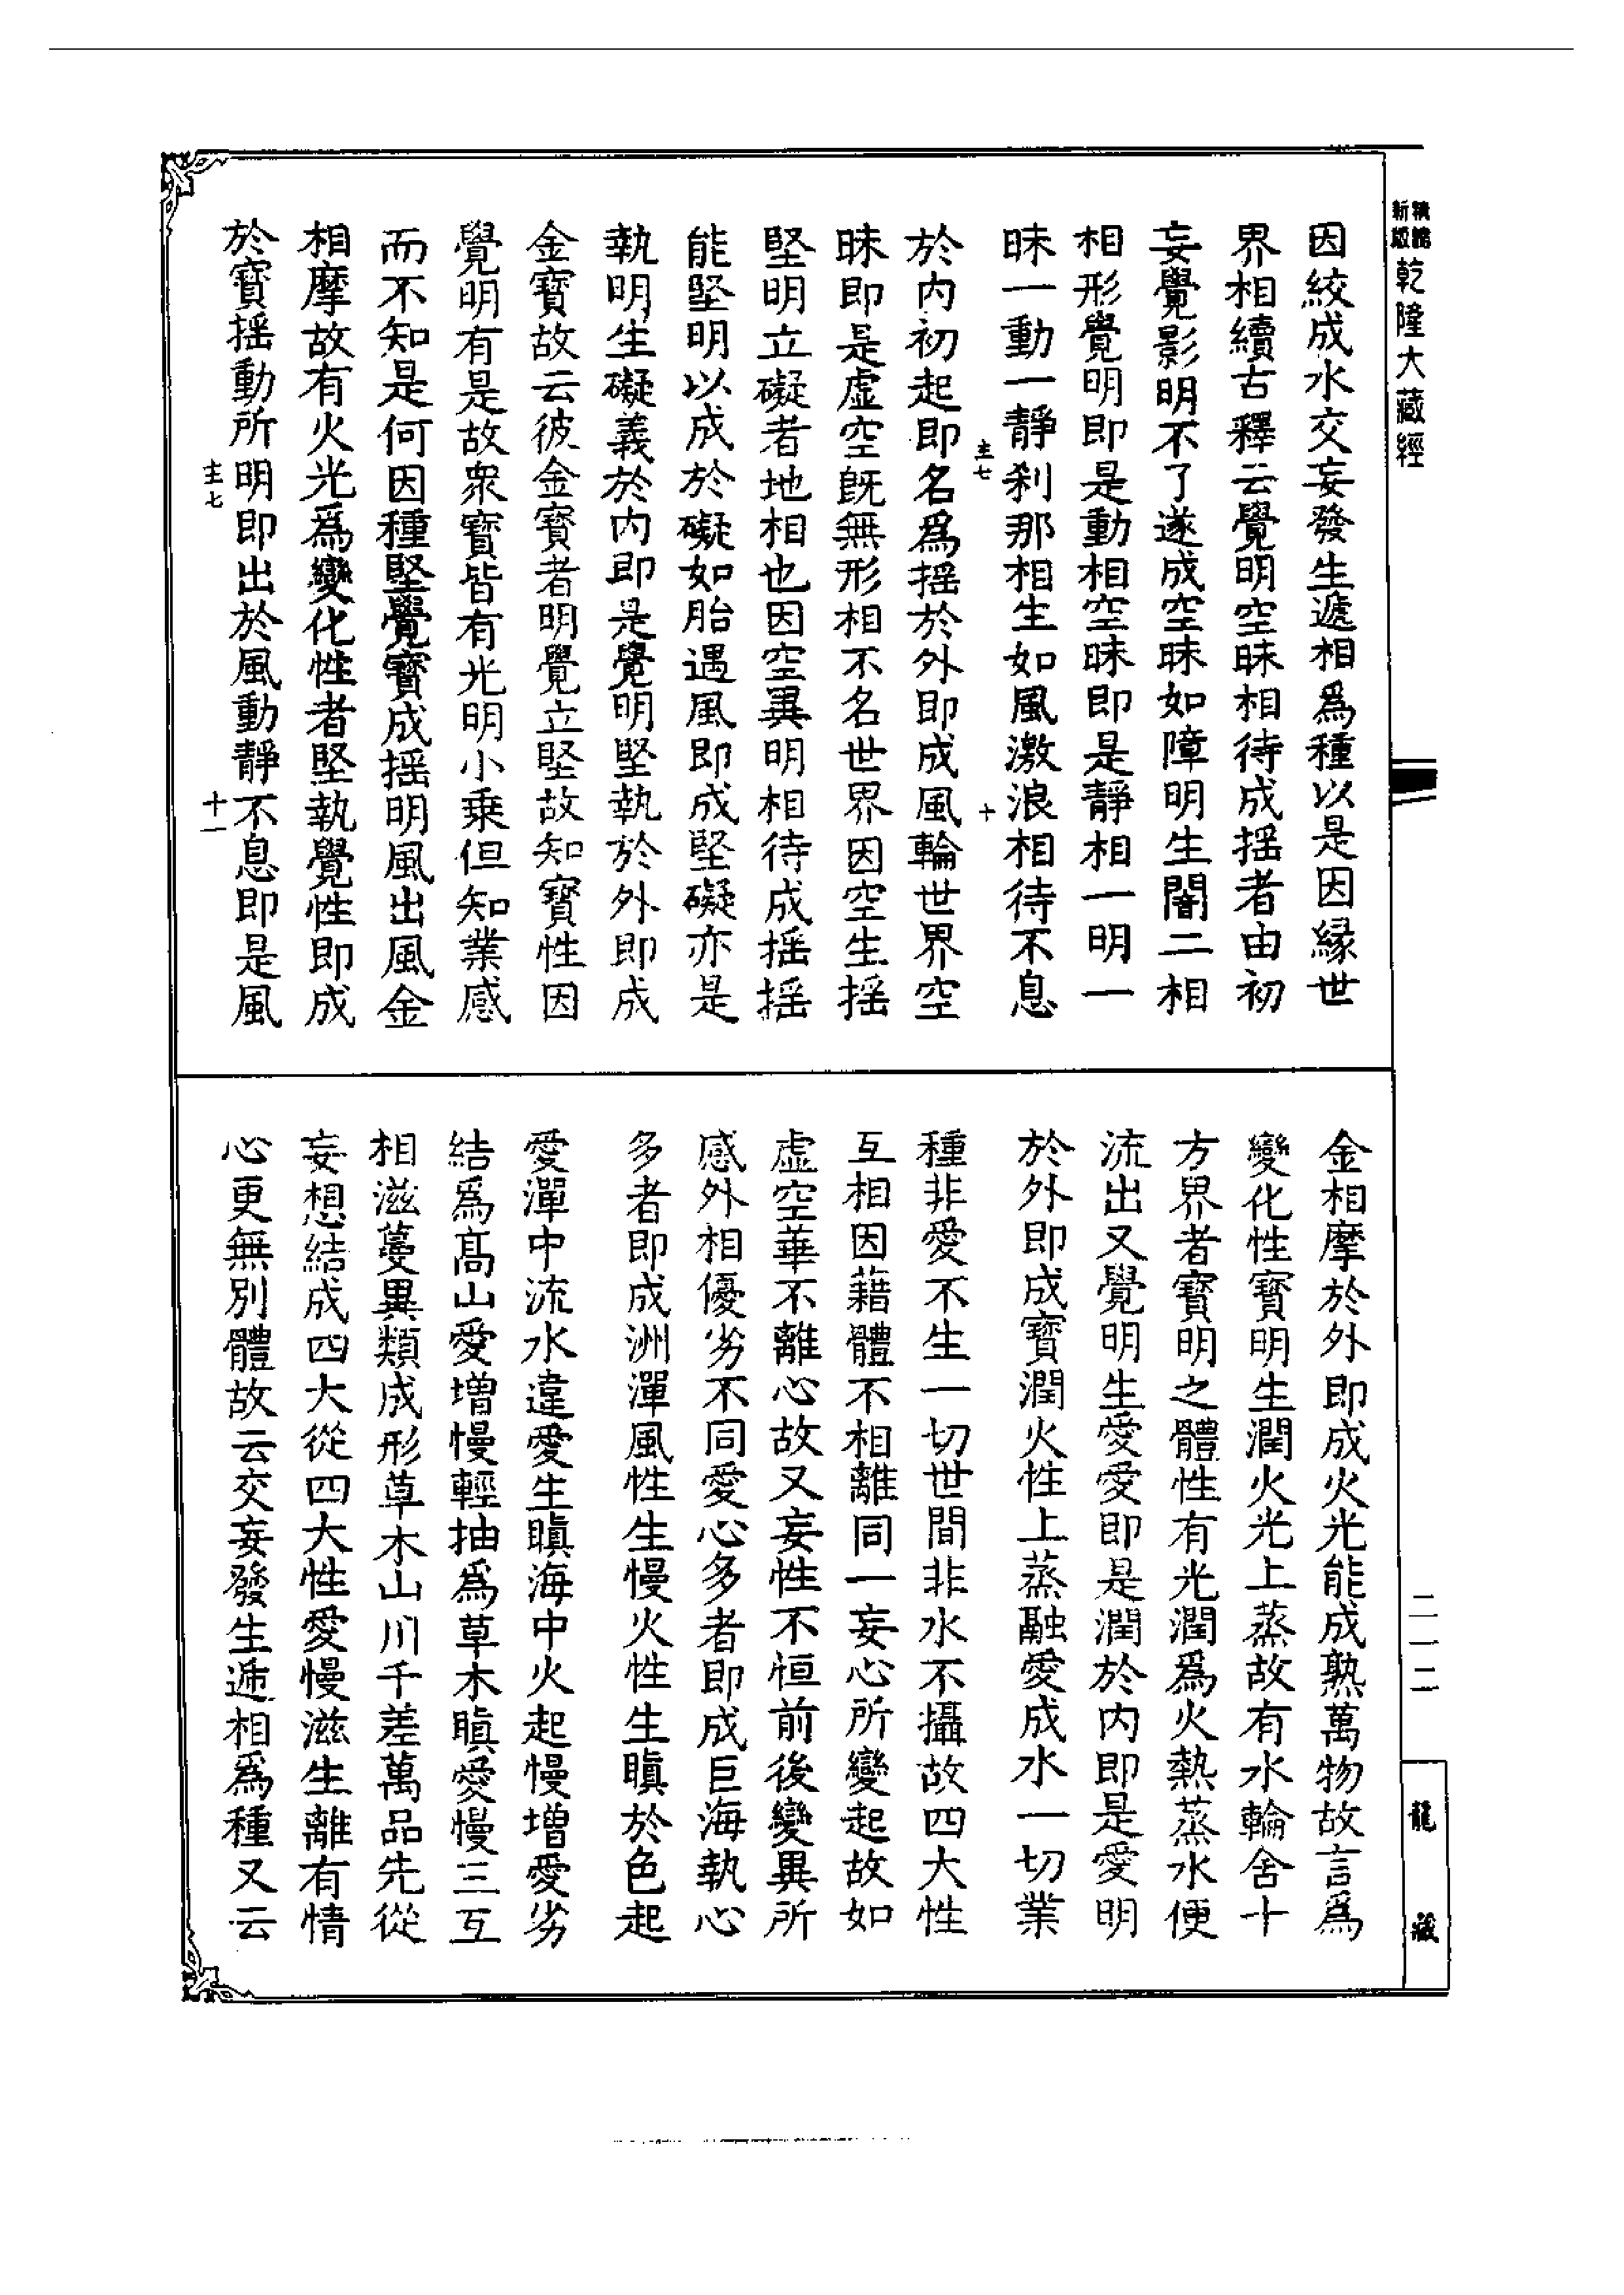 新版
精縮
乾隆大藏經
因絞成水交妄發生遞相爲種以是因緣世
界相續古釋云覺明空昧相待成搖者由初
妄覺影明不了遂成空昧如障明生闇二相
相形覺明即是動相空昧即是靜相一明一
昧一動一靜刹那相生如風激浪相待不息
主七
十
於內初起即名爲搖於外即成風輪世界空
昧即是虛空旣無形相不名世界因空生搖
堅明立礙者地相也因空異明相待成搖搖
能堅明以成於礙如胎遇風即成堅礙亦是
執明生礙義於內即是覺明堅執於外即成
金寶故云彼金寶者明覺立堅故知寶性因
覺明有是故衆寶皆有光明小乘但知業感
而不知是何因種堅覺寶成搖明風出風金
相摩故有火光爲變化性者堅執覺性即成
於寶搖動所明即出於風動靜不息即是風
主七
十一
金相摩於外即成火光能成熟萬物故言爲
變化性寶明生潤火光上蒸故有水輪含十
方界者寶明之體性有光潤爲火熱蒸水便
流出又覺明生愛愛即是潤於內即是愛明
於外即成寶潤火性上蒸融愛成水一切業
種非愛不生一切世間非水不攝故四大性
互相因藉體不相離同一妄心所變起故如
虛空華不離心故又妄性不恒前後變異所
感外相優劣不同愛心多者即成巨海執心
多者即成洲潬風性生慢火性生瞋於色起
愛潬中流水違愛生瞋海中火起慢增愛劣
結爲高山愛增慢輕抽爲草木瞋愛慢三互
相滋蔓異類成形草木山川千差萬品先從
妄想結成四大從四大性愛慢滋生離有情
心更無別體故云交妄發生遞相爲種又云
二一二
龍
藏